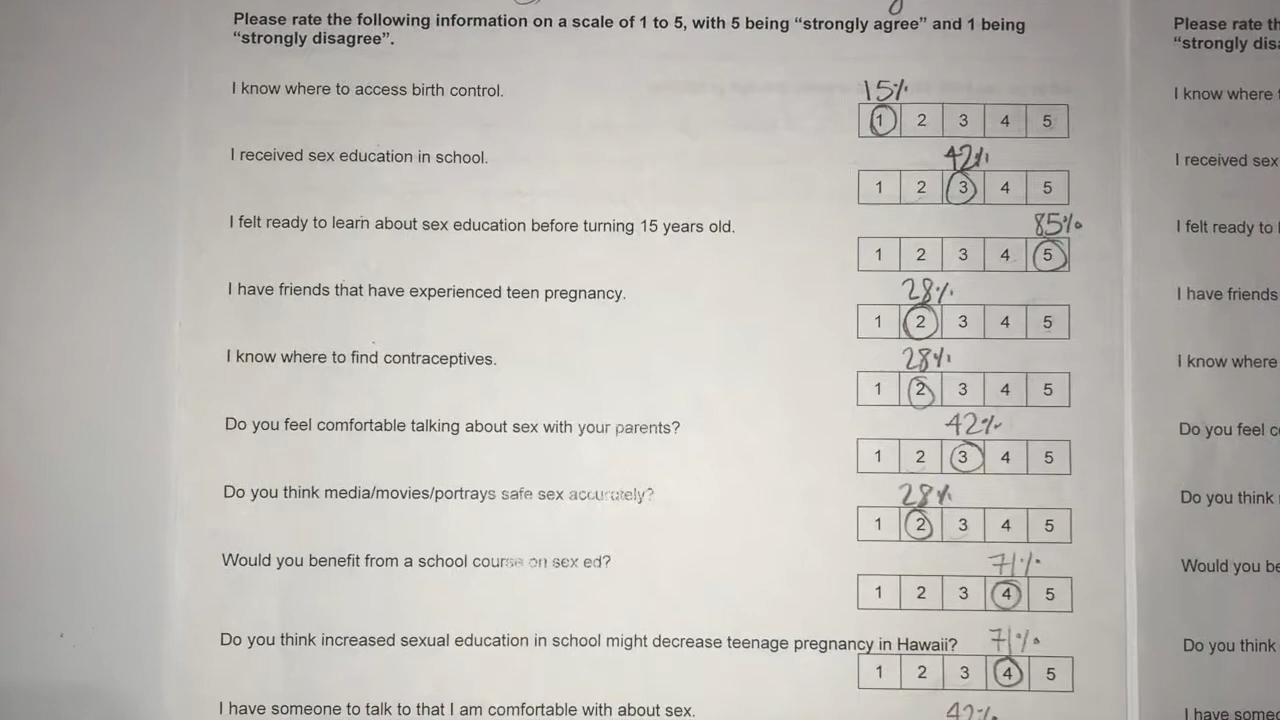 Please rate the following information on a scale of 1 to 5, with 5 being “strongly agree” and 1 being
“strongly disagree”.
I know where to access birth control.
15%
1 2 3 4 5
I received sex education in school.
42%
1 2 3 4 5
I felt ready to learn about sex education before turning 15 years old.
85%
1 2 3 4 5
I have friends that have experienced teen pregnancy.
28%
1 2 3 4 5
I know where to find contraceptives.
28%
1 2 3 4 5
Do you feel comfortable talking about sex with your parents?
42%
1 2 3 4 5
Do you think media/movies/portrays safe sex accurately?
28%
1 2 3 4 5
Would you benefit from a school course on sex ed?
71%
1 2 3 4 5
Do you think increased sexual education in school might decrease teenage pregnancy in Hawaii?
71%
1 2 3 4 5
I have someone to talk to that I am comfortable with about sex.
42%
Please rate th
“strongly disa
I know where
I received sex
I felt ready to
I have friends
I know where
Do you feel c
Do you think
Would you be
Do you think
I have some